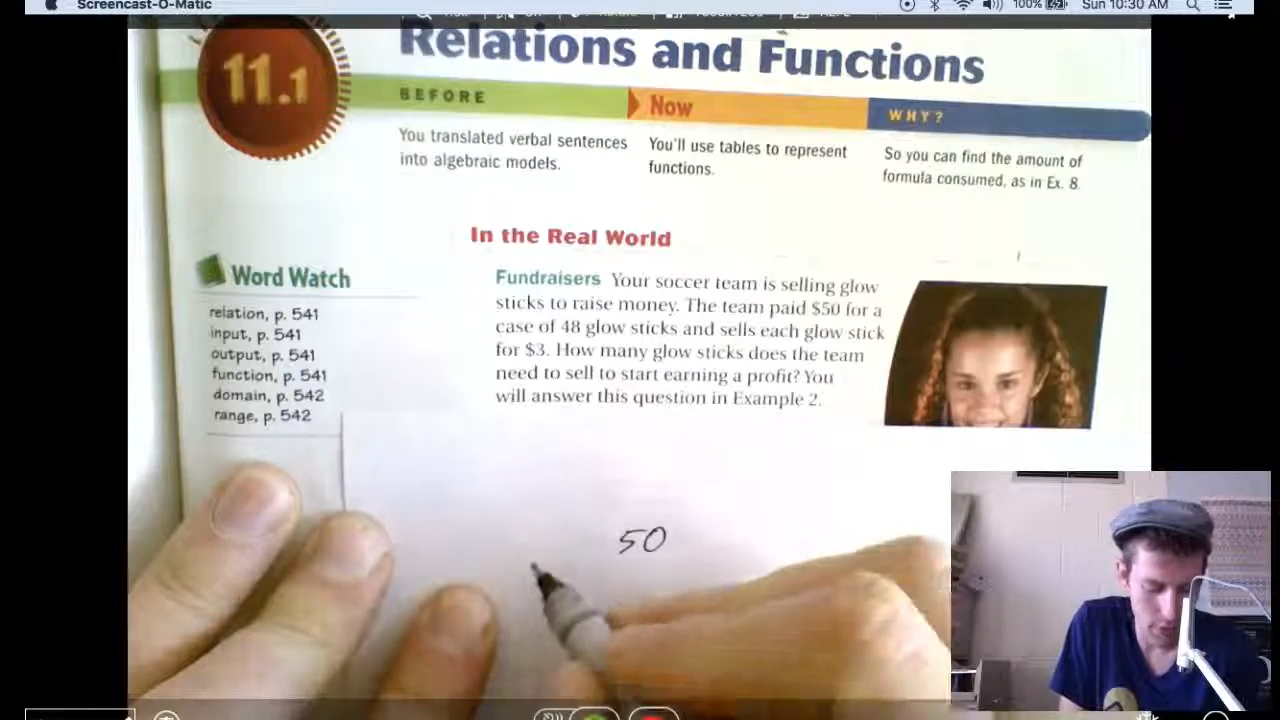 Screencast-O-Matic
100%
Sun 10:30 AM
Relations and Functions
11.1
BEFORE
Now
WHY?
You translated verbal sentences
into algebraic models.
You'll use tables to represent
functions.
So you can find the amount of
formula consumed, as in Ex. 8.
In the Real World
Word Watch
relation, p. 541
input, p. 541
output, p. 541
function, p. 541
domain, p. 542
range, p. 542
Fundraisers Your soccer team is selling glow
sticks to raise money. The team paid $50 for a
case of 48 glow sticks and sells each glow stick
for $3. How many glow sticks does the team
need to sell to start earning a profit? You
will answer this question in Example 2.
50